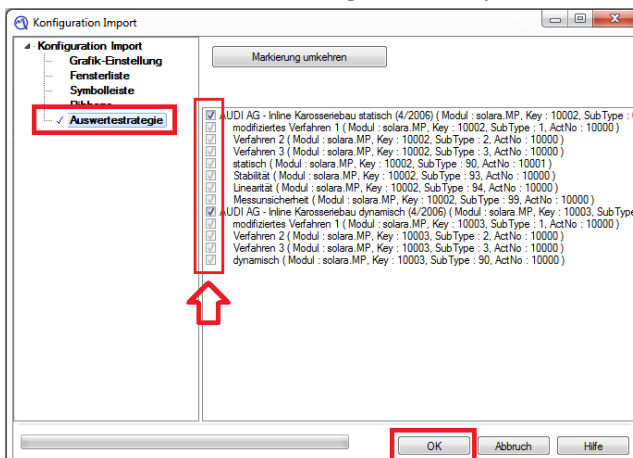 Konfiguration Import
Konfiguration Import
Grafik-Einstellung
Fensterliste
Symbolleiste
Ribbons
Auswertestrategie
Markierung umkehren
AUDI AG - Inline Karosseriebau statisch (4/2006) ( Modul : solara.MP, Key : 10002, SubType :
modifiziertes Verfahren 1 ( Modul : solara.MP, Key : 10002, SubType : 1, ActNo : 10000 )
Verfahren 2 ( Modul : solara.MP, Key : 10002, SubType : 2, ActNo : 10000 )
Verfahren 3 ( Modul : solara.MP, Key : 10002, SubType : 3, ActNo : 10000 )
statisch ( Modul : solara.MP, Key : 10002, SubType : 90, ActNo : 10001 )
Stabilität ( Modul : solara.MP, Key : 10002, SubType : 93, ActNo : 10000 )
Linearität ( Modul : solara.MP, Key : 10002, SubType : 94, ActNo : 10000 )
Messunsicherheit ( Modul : solara.MP, Key : 10002, SubType : 99, ActNo : 10000 )
AUDI AG - Inline Karosseriebau dynamisch (4/2006) ( Modul : solara.MP, Key : 10003, SubType
modifiziertes Verfahren 1 ( Modul : solara.MP, Key : 10003, SubType : 1, ActNo : 10000 )
Verfahren 2 ( Modul : solara.MP, Key : 10003, SubType : 2, ActNo : 10000 )
Verfahren 3 ( Modul : solara.MP, Key : 10003, SubType : 3, ActNo : 10000 )
dynamisch ( Modul : solara.MP, Key : 10003, SubType : 90, ActNo : 10000 )
OK
Abbruch
Hilfe